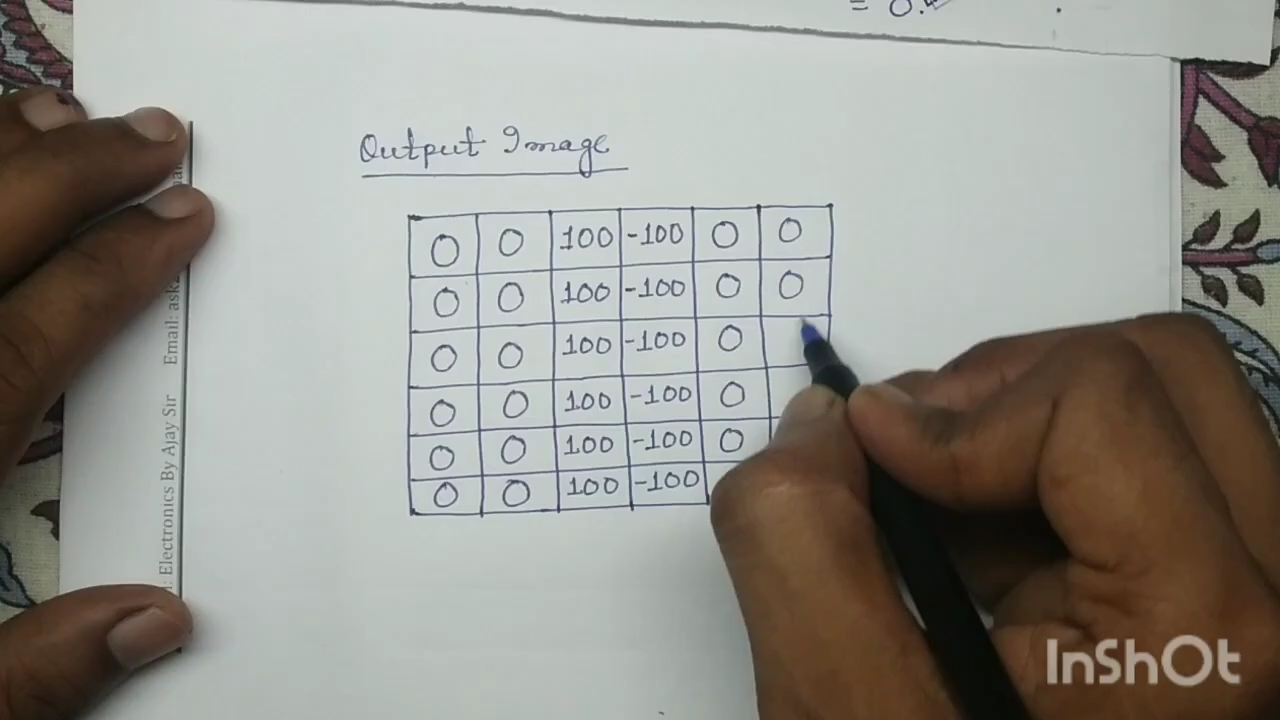 = 0.
Output Image
0 0 100 -100 0 0
0 0 100 -100 0 0
0 0 100 -100 0
0 0 100 -100 0
0 0 100 -100 0
0 0 100 -100
: Electronics By Ajay Sir Email: ask
InShOt